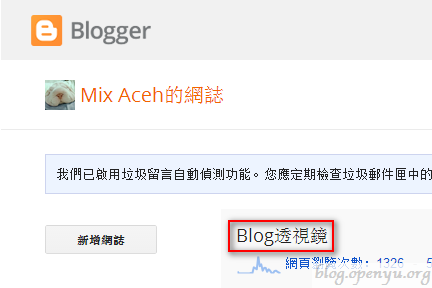 Blogger
Mix Aceh的網誌
我們已啟用垃圾留言自動偵測功能。您應定期檢查垃圾郵件匣中的
新增網誌
Blog透視鏡
網頁瀏覽次數: 1326
blog.openyu.org